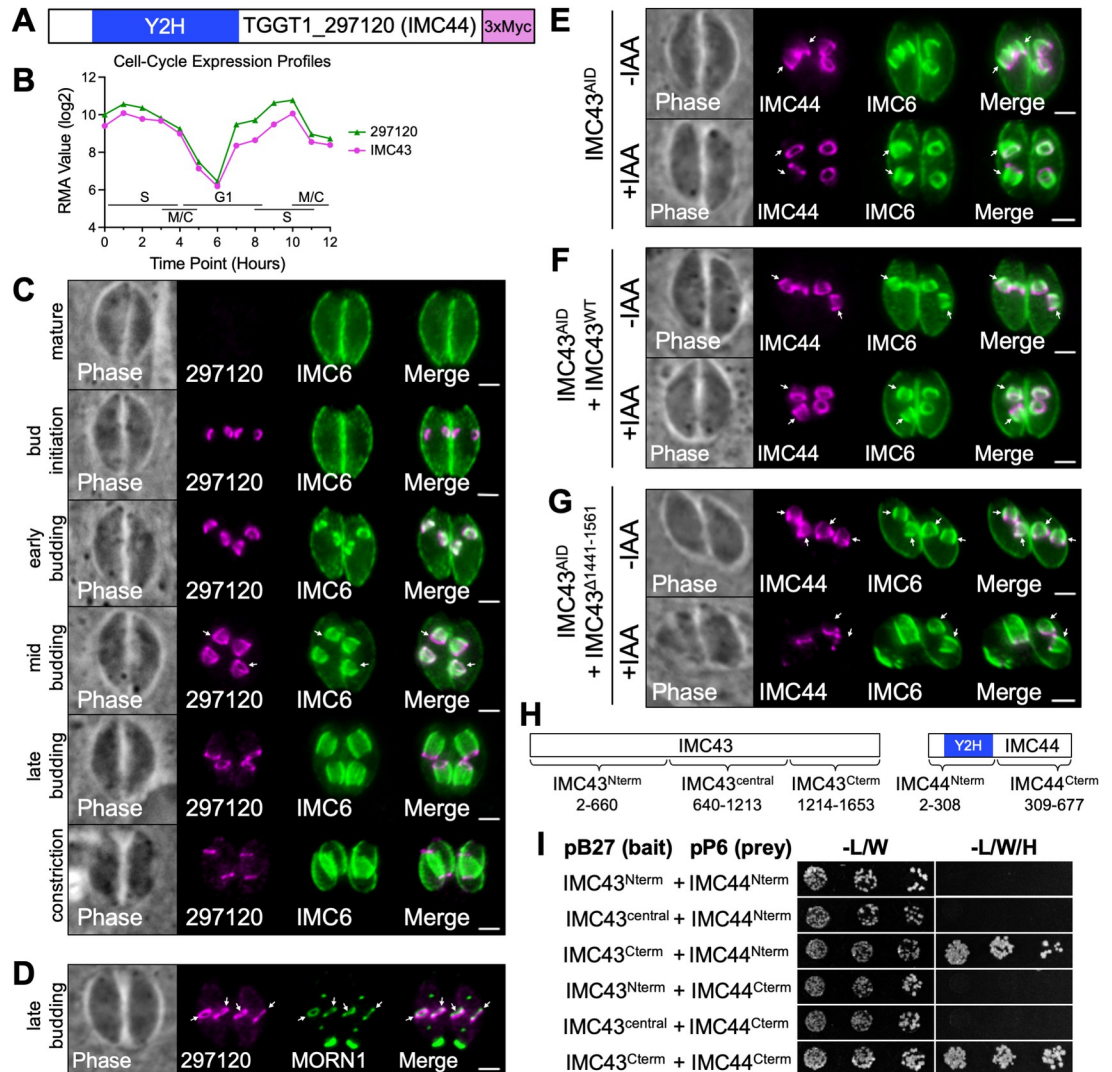 A
Y2H TGGT1_297120 (IMC44) 3xMyc
B
Cell-Cycle Expression Profiles
RMA Value (log2)
12
10
8
6
4
297120
IMC43
S G1 M/C
M/C S
0 2 4 6 8 10 12
Time Point (Hours)
C
mature
Phase 297120 IMC6 Merge
bud initiation
Phase 297120 IMC6 Merge
early budding
Phase 297120 IMC6 Merge
mid budding
Phase 297120 IMC6 Merge
late budding
Phase 297120 IMC6 Merge
constriction
Phase 297120 IMC6 Merge
D
late budding
Phase 297120 MORN1 Merge
E
IMC43AID
-IAA
Phase IMC44 IMC6 Merge
+IAA
Phase IMC44 IMC6 Merge
F
IMC43AID
+ IMC43WT
-IAA
Phase IMC44 IMC6 Merge
+IAA
Phase IMC44 IMC6 Merge
G
IMC43AID
+ IMC43Δ1441-1561
-IAA
Phase IMC44 IMC6 Merge
+IAA
Phase IMC44 IMC6 Merge
H
IMC43 Y2H IMC44
IMC43Nterm IMC43central IMC43Cterm IMC44Nterm IMC44Cterm
2-660 640-1213 1214-1653 2-308 309-677
I
pB27 (bait) pP6 (prey) -L/W -L/W/H
IMC43Nterm + IMC44Nterm
IMC43central + IMC44Nterm
IMC43Cterm + IMC44Nterm
IMC43Nterm + IMC44Cterm
IMC43central + IMC44Cterm
IMC43Cterm + IMC44Cterm